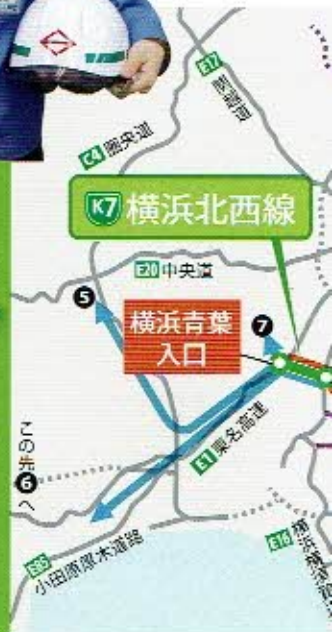 E17
関越道
C4 圏央道
K7 横浜北西線
E20 中央道
5
横浜青葉
入口
7
この先
6
へ
E1 東名高速
E85
小田原厚木道路
E16
横浜横須賀